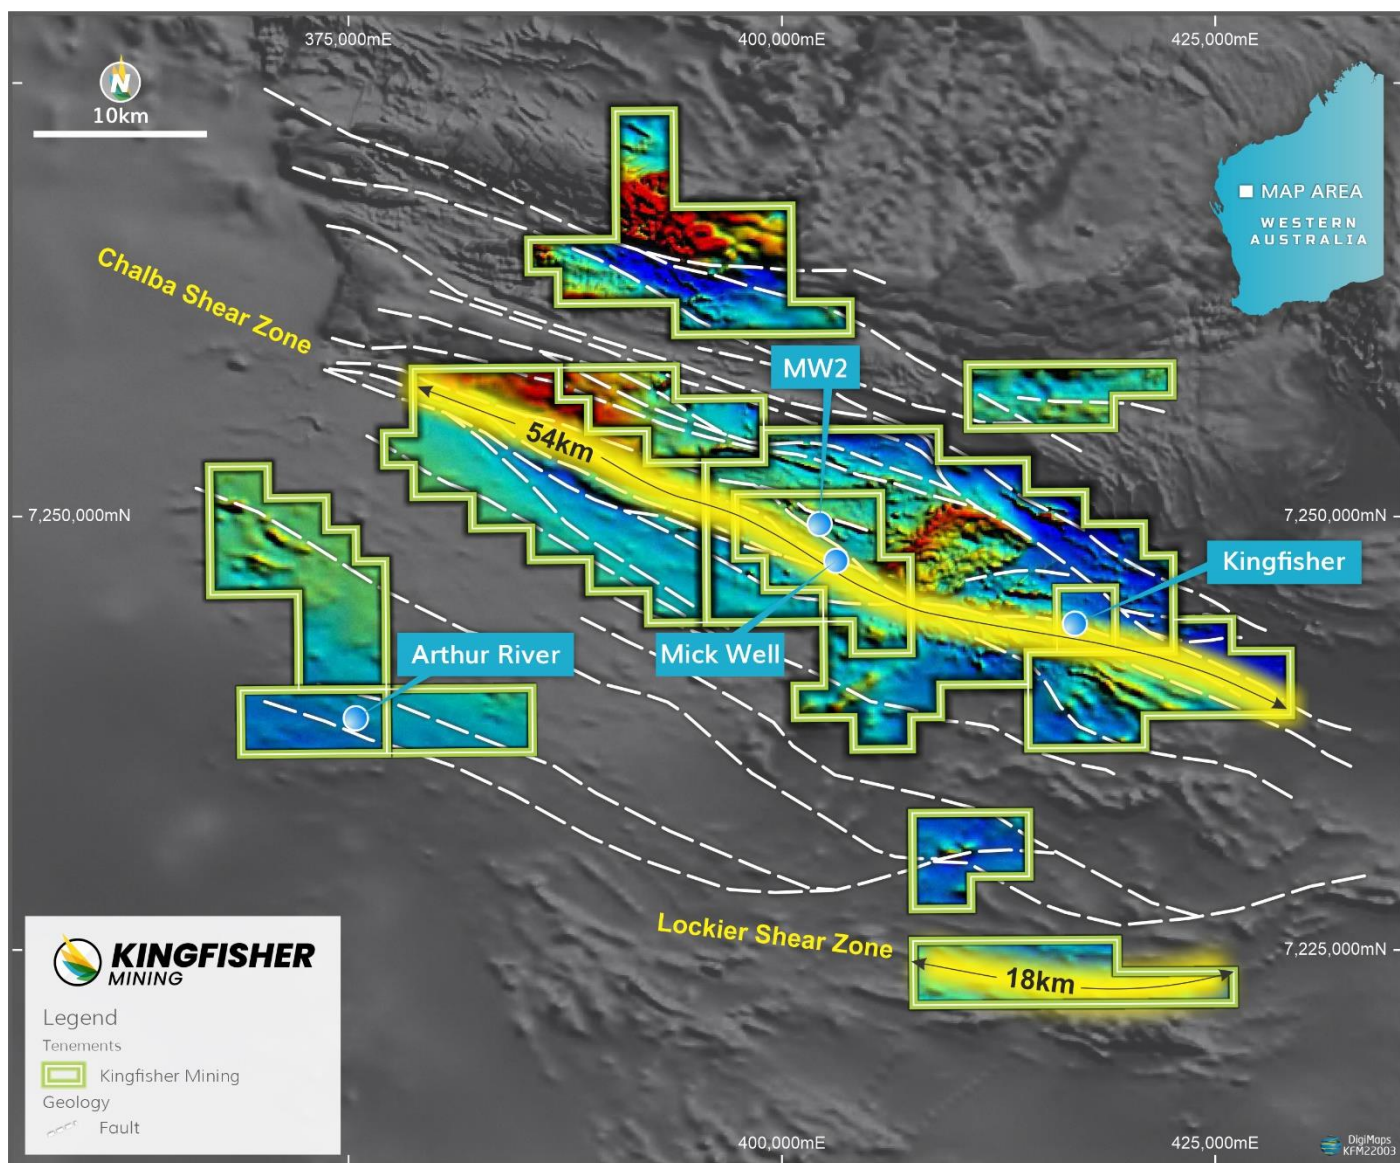 375,000mE
400,000mE
425,000mE
N
10km
MAP AREA
WESTERN
AUSTRALIA
Chalba Shear Zone
MW2
54km
7,250,000mN
7,250,000mN
Kingfisher
Arthur River
Mick Well
Lockier Shear Zone
7,225,000mN
18km
KINGFISHER
MINING
Legend
Tenements
Kingfisher Mining
Geology
Fault
400,000mE
425,000mE
DigiMaps
KFM22003